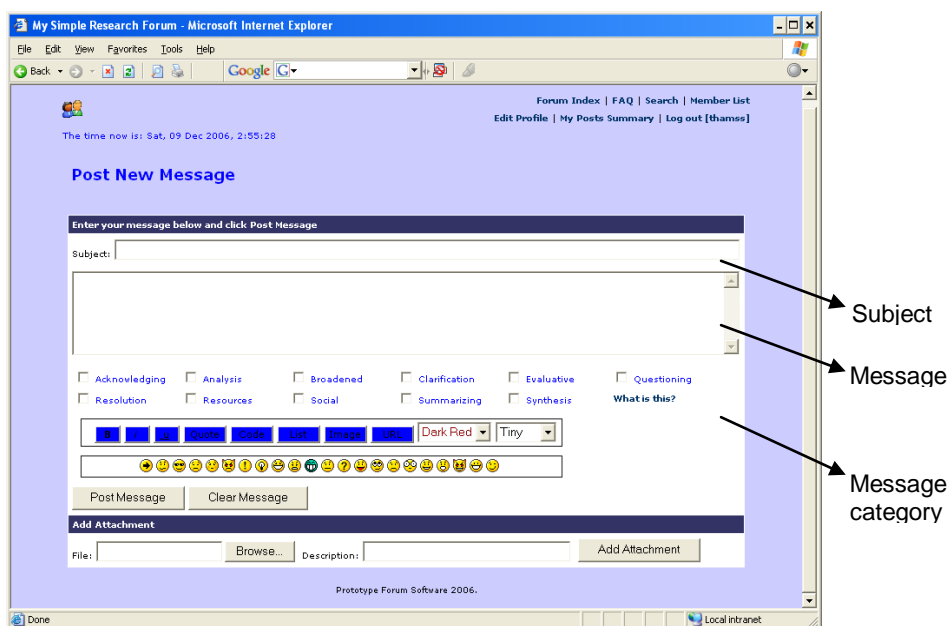 My Simple Research Forum - Microsoft Internet Explorer
File Edit View Favorites Tools Help
Back Google G
Forum Index | FAQ | Search | Member List
Edit Profile | My Posts Summary | Log out [thamss]
The time now is: Sat, 09 Dec 2006, 2:55:28
Post New Message
Enter your message below and click Post Message
Subject:
Subject
Message
Acknowledging Analysis Broadened Clarification Evaluative Questioning
Resolution Resources Social Summarizing Synthesis What is this?
B i u Quote Code List Image URL Dark Red Tiny
Message
category
Post Message Clear Message
Add Attachment
File: Browse... Description: Add Attachment
Prototype Forum Software 2006.
Done Local intranet